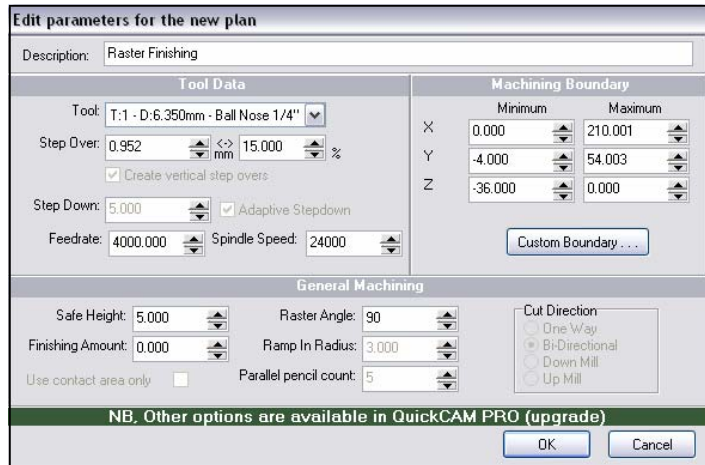 Edit parameters for the new plan
Description: Raster Finishing
Tool Data
Tool: T:1 - D:6.350mm - Ball Nose 1/4"
Step Over: 0.952 <-> mm 15.000 %
Create vertical step overs
Step Down: 5.000 Adaptive Stepdown
Feedrate: 4000.000 Spindle Speed: 24000
Machining Boundary
Minimum Maximum
X 0.000 210.001
Y -4.000 54.003
Z -36.000 0.000
Custom Boundary . . .
General Machining
Safe Height: 5.000 Raster Angle: 90
Finishing Amount: 0.000 Ramp In Radius: 3.000
Use contact area only Parallel pencil count: 5
Cut Direction
One Way
Bi-Directional
Down Mill
Up Mill
NB, Other options are available in QuickCAM PRO (upgrade)
OK Cancel